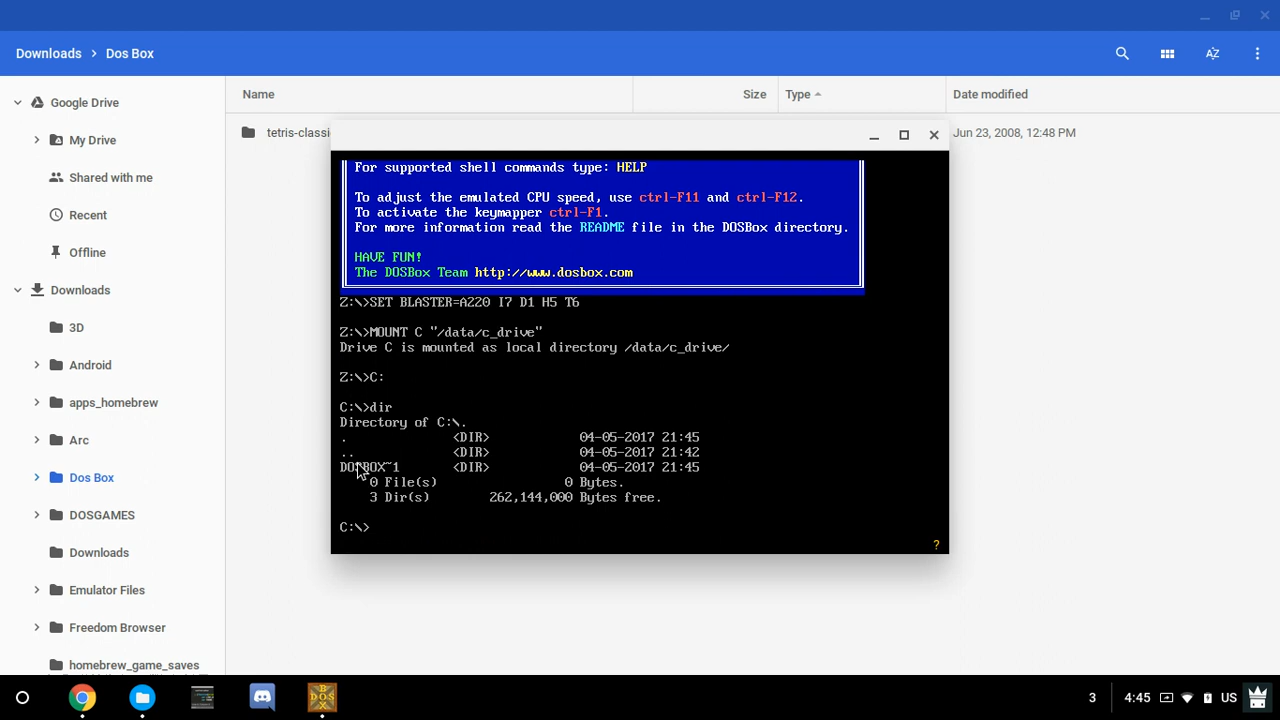 Downloads > Dos Box
Name Size Type Date modified
tetris-classi Jun 23, 2008, 12:48 PM
Google Drive
My Drive
Shared with me
Recent
Offline
Downloads
3D
Android
apps_homebrew
Arc
Dos Box
DOSGAMES
Downloads
Emulator Files
Freedom Browser
homebrew_game_saves
For supported shell commands type: HELP
To adjust the emulated CPU speed, use ctrl-F11 and ctrl-F12.
To activate the keymapper ctrl-F1.
For more information read the README file in the DOSBox directory.
HAVE FUN!
The DOSBox Team http://www.dosbox.com
Z:\>SET BLASTER=A220 I7 D1 H5 T6
Z:\>MOUNT C "/data/c_drive"
Drive C is mounted as local directory /data/c_drive/
Z:\>C:
C:\>dir
Directory of C:\.
. <DIR> 04-05-2017 21:45
.. <DIR> 04-05-2017 21:42
DOSBOX~1 <DIR> 04-05-2017 21:45
0 File(s) 0 Bytes.
3 Dir(s) 262,144,000 Bytes free.
C:\>
?
3 4:45 US